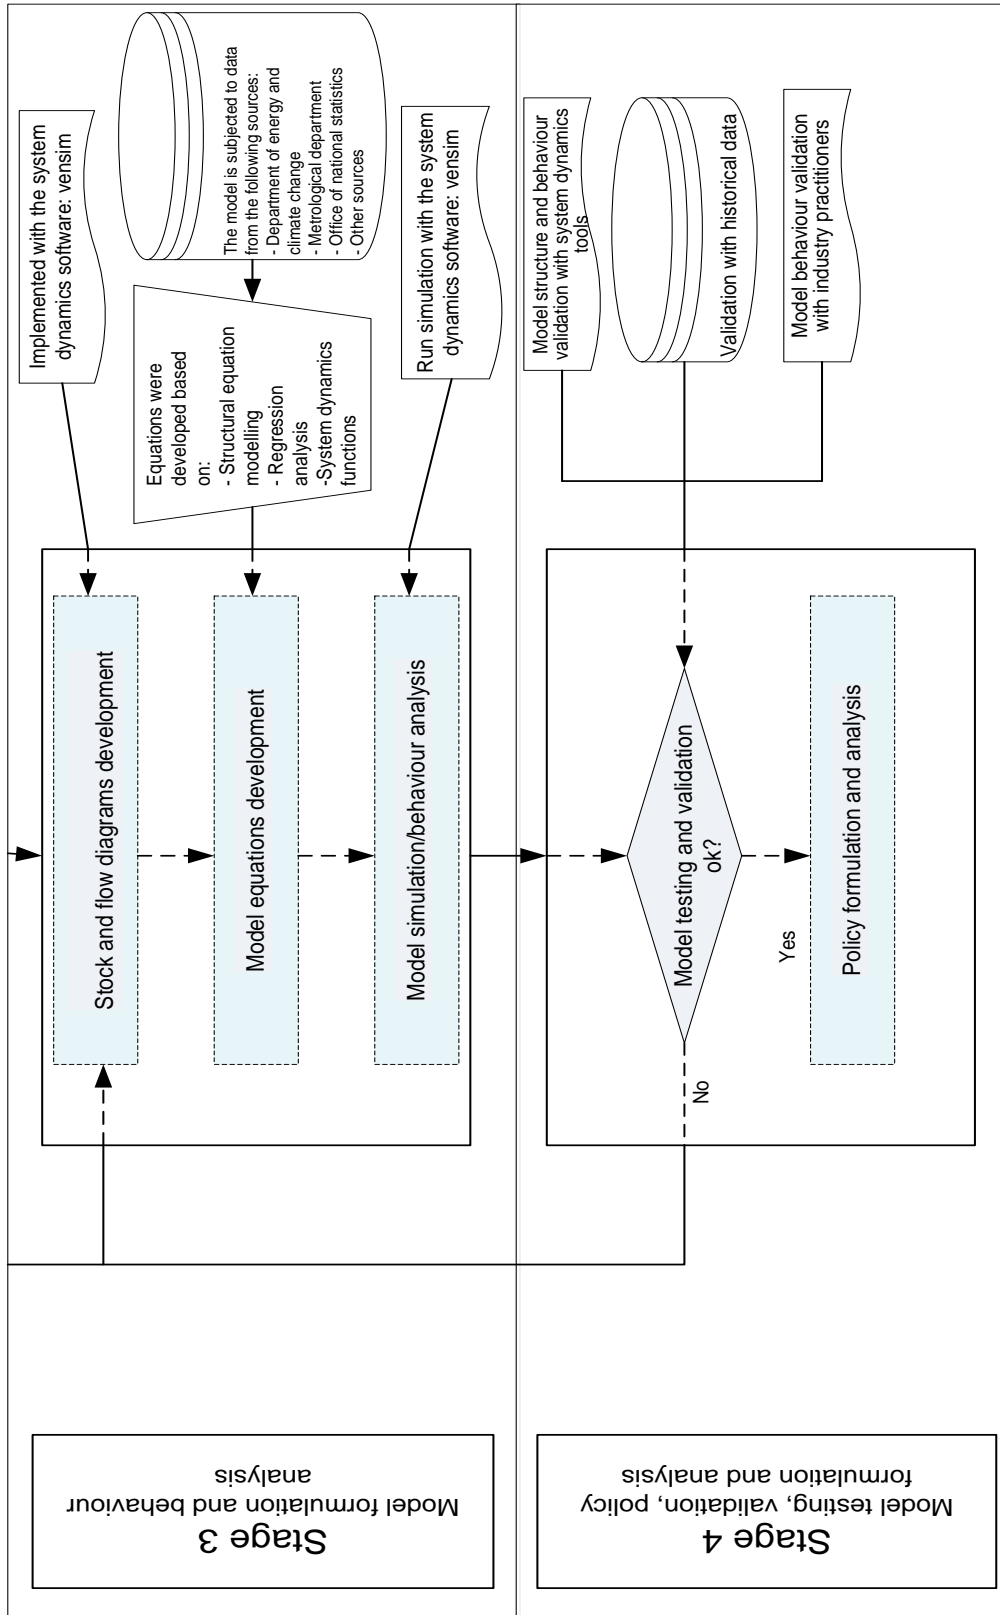 Stage 3
Model formulation and behaviour
analysis
Stock and flow diagrams development
Model equations development
Model simulation/behaviour analysis
Implemented with the system
dynamics software: vensim
Equations were
developed based
on:
- Structural equation
modelling
- Regression
analysis
-System dynamics
functions
The model is subjected to data
from the following sources:
- Department of energy and
climate change
- Metrological department
- Office of national statistics
- Other sources
Run simulation with the system
dynamics software: vensim
Stage 4
Model testing, validation, policy
formulation and analysis
Model testing and validation
ok?
No
Yes
Policy formulation and analysis
Model structure and behaviour
validation with system dynamics
tools
Validation with historical data
Model behaviour validation
with industry practitioners